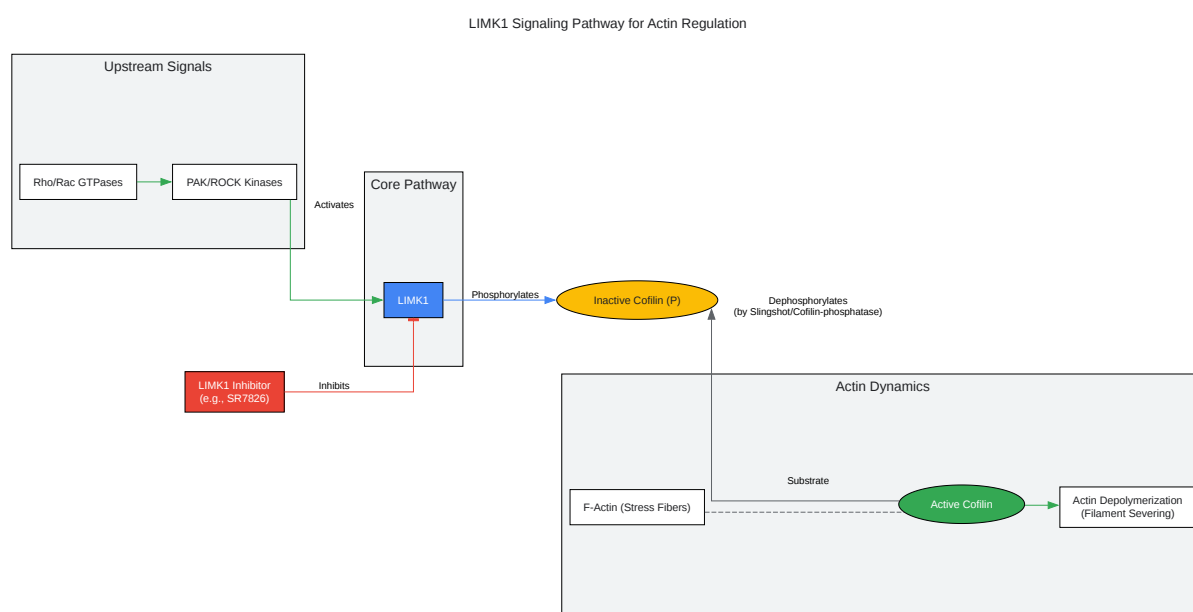 LIMK1 Signaling Pathway for Actin Regulation
Upstream Signals
Rho/Rac GTPases
PAK/ROCK Kinases
Activates
Core Pathway
LIMK1
Phosphorylates
Inactive Cofilin (P)
Dephosphorylates
(by Slingshot/Cofilin-phosphatase)
LIMK1 Inhibitor
(e.g., SR7826)
Inhibits
Actin Dynamics
Substrate
F-Actin (Stress Fibers)
Active Cofilin
Actin Depolymerization
(Filament Severing)